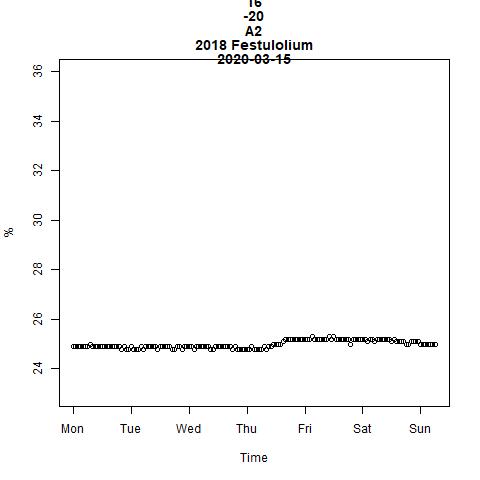 16
-20
A2
2018 Festulolium
2020-03-15
%
36
34
32
30
28
26
24
Mon Tue Wed Thu Fri Sat Sun
Time